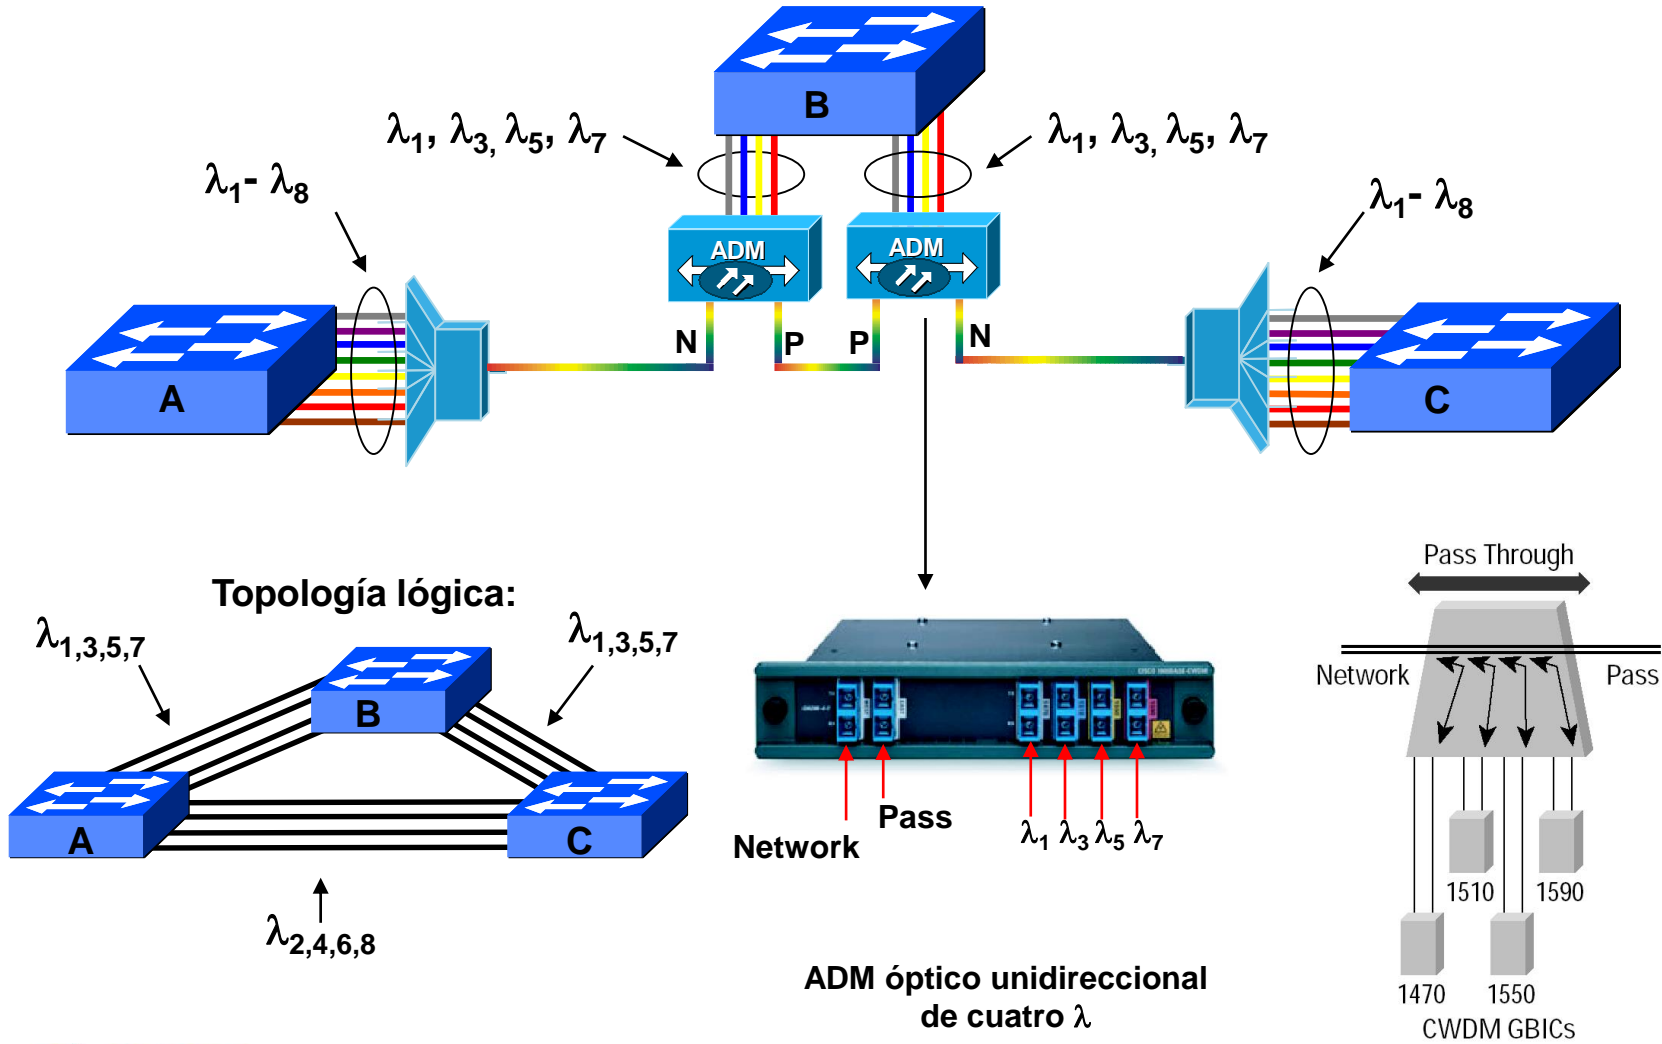 B
λ1, λ3, λ5, λ7
λ1, λ3, λ5, λ7
λ1- λ8
λ1- λ8
ADM
ADM
N
P
P
N
A
C
Topología lógica:
λ1,3,5,7
λ1,3,5,7
B
A
C
λ2,4,6,8
Network
Pass
λ1 λ3 λ5 λ7
ADM óptico unidireccional
de cuatro λ
Pass Through
Network
Pass
1510
1590
1470
1550
CWDM GBICs